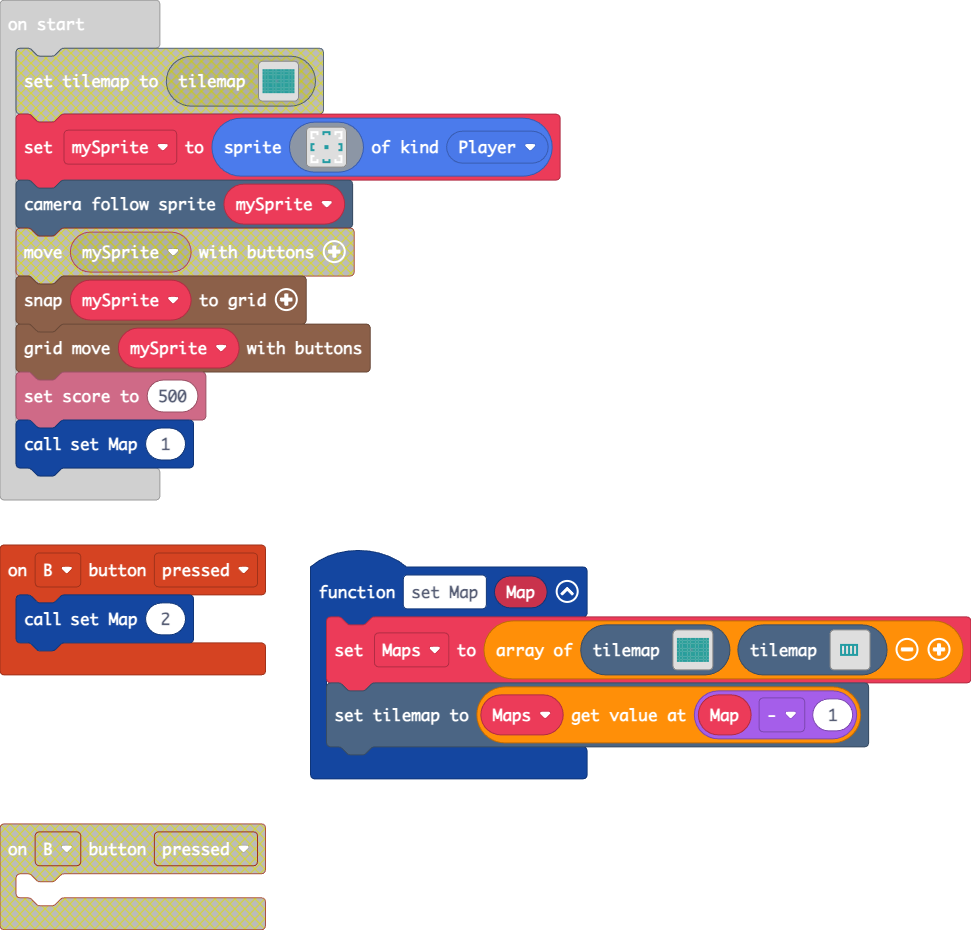 on start
set tilemap to tilemap
set mySprite to sprite of kind Player
camera follow sprite mySprite
move mySprite with buttons
snap mySprite to grid
grid move mySprite with buttons
set score to 500
call set Map 1
on B button pressed
call set Map 2
function set Map Map
set Maps to array of tilemap tilemap
set tilemap to Maps get value at Map - 1
on B button pressed